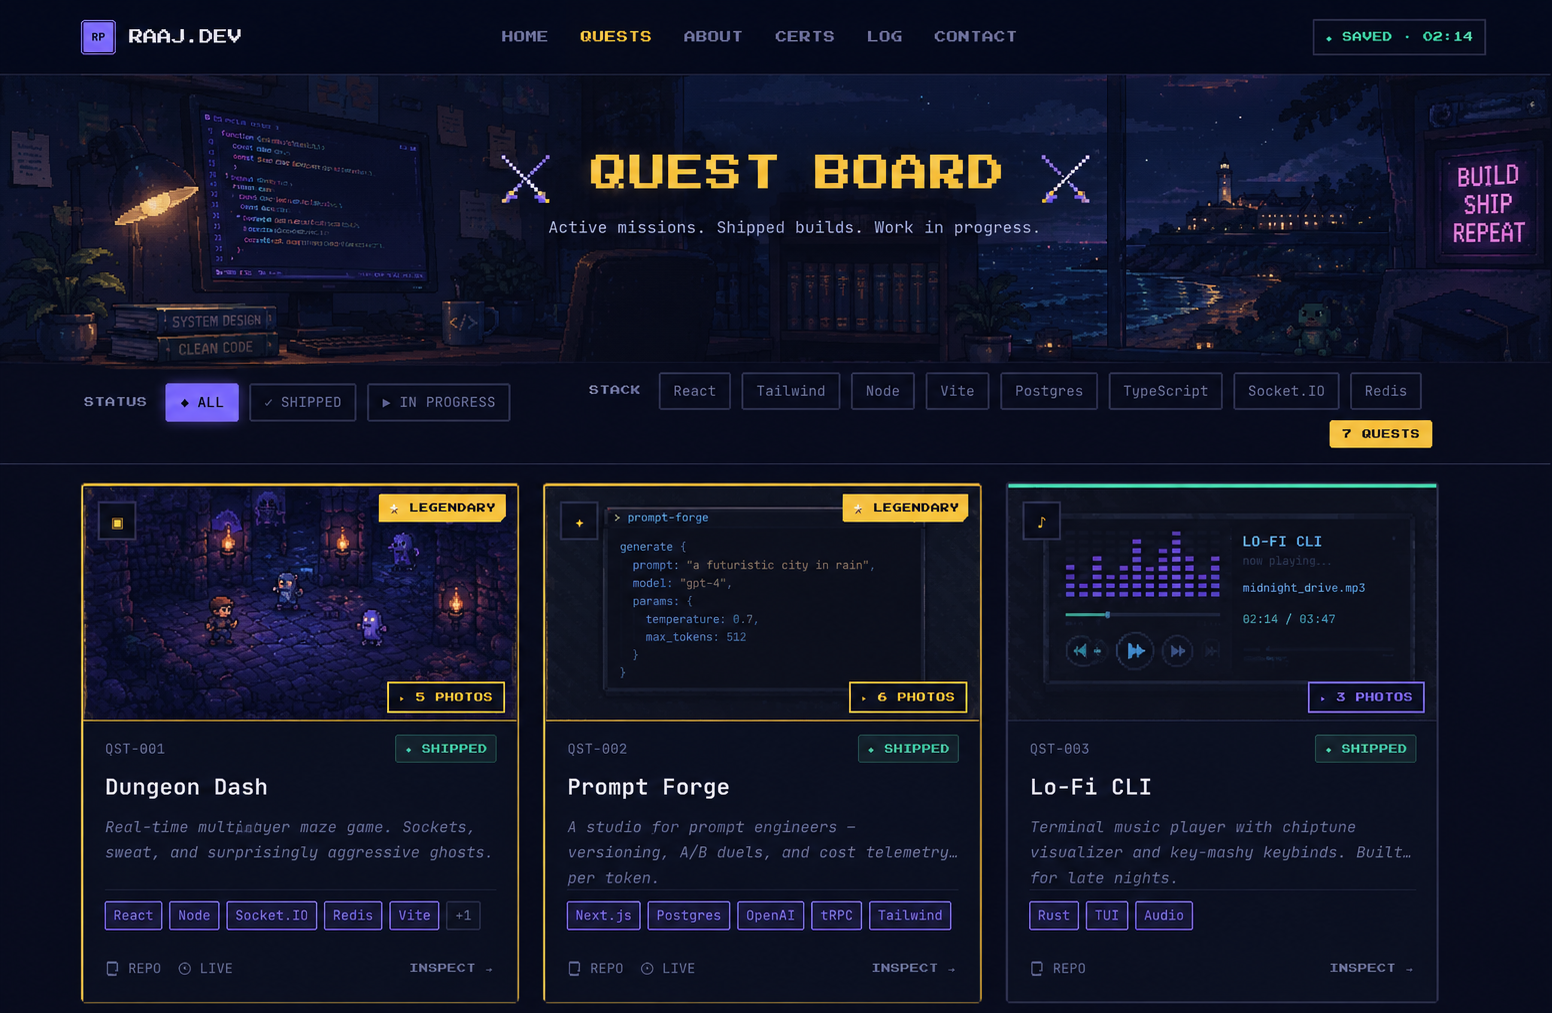 RP RAAJ.DEV HOME QUESTS ABOUT CERTS LOG CONTACT ⬥ SAVED · 02:14
QUEST BOARD
Active missions. Shipped builds. Work in progress.
SYSTEM DESIGN
CLEAN CODE
</>
BUILD
SHIP
REPEAT
STATUS ◆ ALL ✓ SHIPPED ▶ IN PROGRESS
STACK React Tailwind Node Vite Postgres TypeScript Socket.IO Redis
7 QUESTS
★ LEGENDARY
▸ 5 PHOTOS
QST-001 ⬥ SHIPPED
Dungeon Dash
Real-time multiplayer maze game. Sockets,
sweat, and surprisingly aggressive ghosts.
React Node Socket.IO Redis Vite +1
REPO LIVE INSPECT →
★ LEGENDARY
> prompt-forge
generate {
prompt: "a futuristic city in rain",
model: "gpt-4",
params: {
temperature: 0.7,
max_tokens: 512
}
}
▸ 6 PHOTOS
QST-002 ⬥ SHIPPED
Prompt Forge
A studio for prompt engineers —
versioning, A/B duels, and cost telemetry…
per token.
Next.js Postgres OpenAI tRPC Tailwind
REPO LIVE INSPECT →
♪
LO-FI CLI
now playing...
midnight_drive.mp3
02:14 / 03:47
▸ 3 PHOTOS
QST-003 ⬥ SHIPPED
Lo-Fi CLI
Terminal music player with chiptune
visualizer and key-mashy keybinds. Built…
for late nights.
Rust TUI Audio
REPO INSPECT →